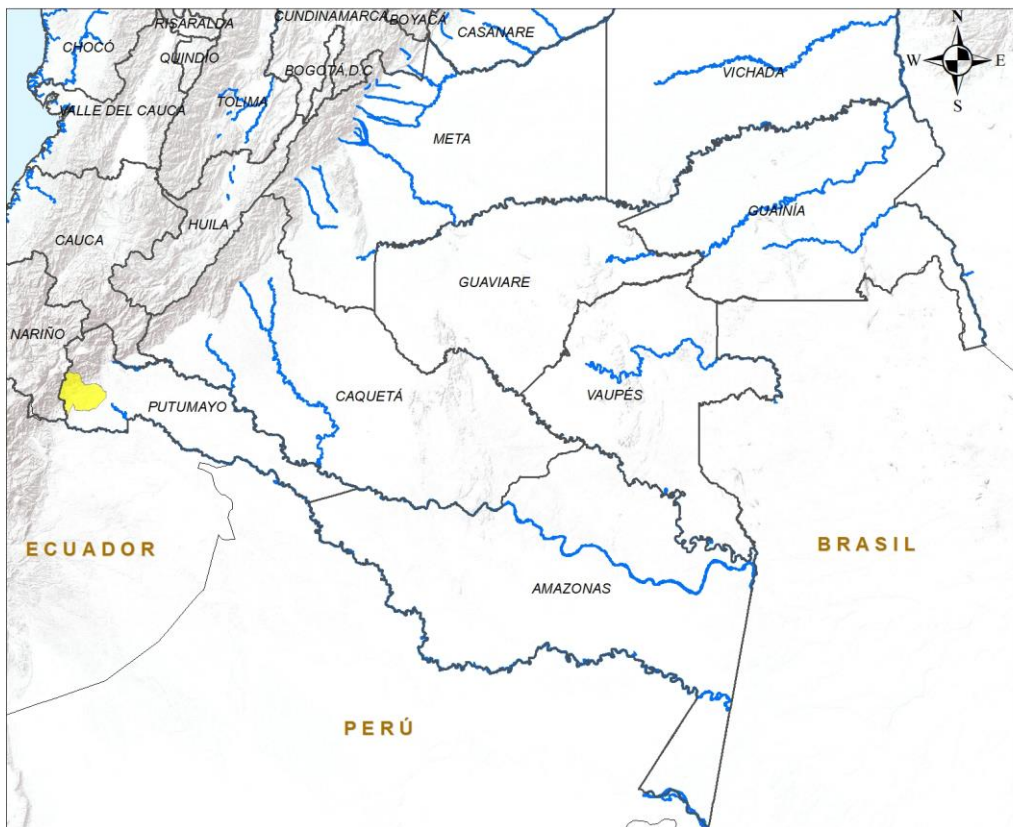 RISARALDA
CUNDINAMARCA
BOYACÁ
CASANARE
N
CHOCÓ
QUINDÍO
BOGOTÁ, D.C
W
E
VICHADA
S
VALLE DEL CAUCA
TOLIMA
META
GUAINÍA
HUILA
CAUCA
GUAVIARE
NARIÑO
CAQUETÁ
VAUPÉS
PUTUMAYO
ECUADOR
BRASIL
AMAZONAS
PERÚ